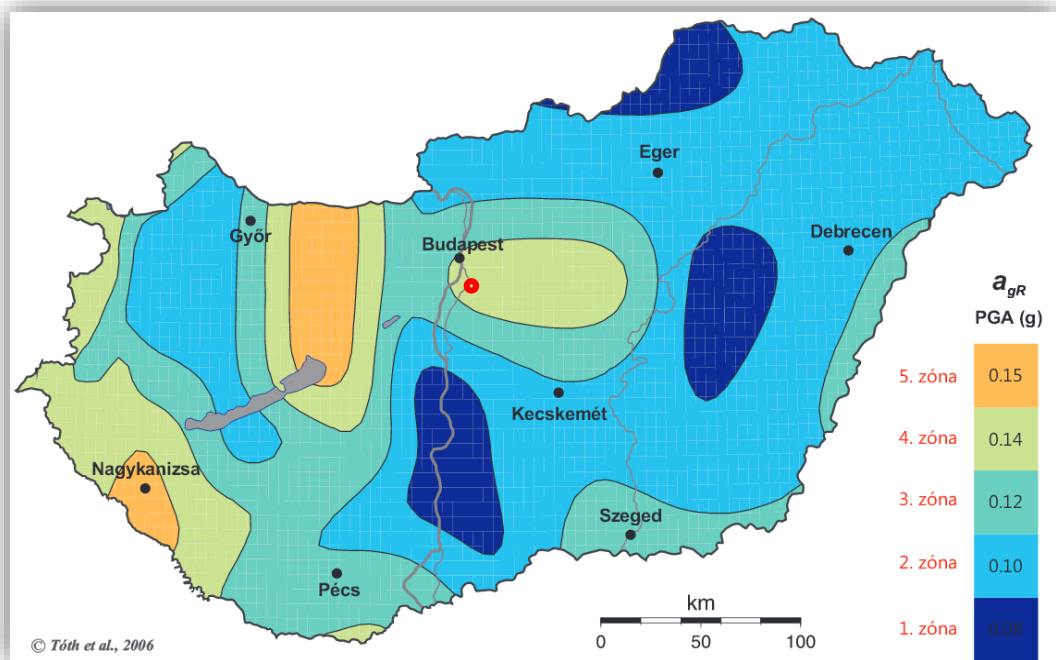 Eger
Debrecen
Győr
Budapest
Kecskemét
Nagykanizsa
Szeged
Pécs
a_gR
PGA (g)
5. zóna
0.15
4. zóna
0.14
3. zóna
0.12
2. zóna
0.10
1. zóna
0.08
km
0 50 100
© Tóth et al., 2006